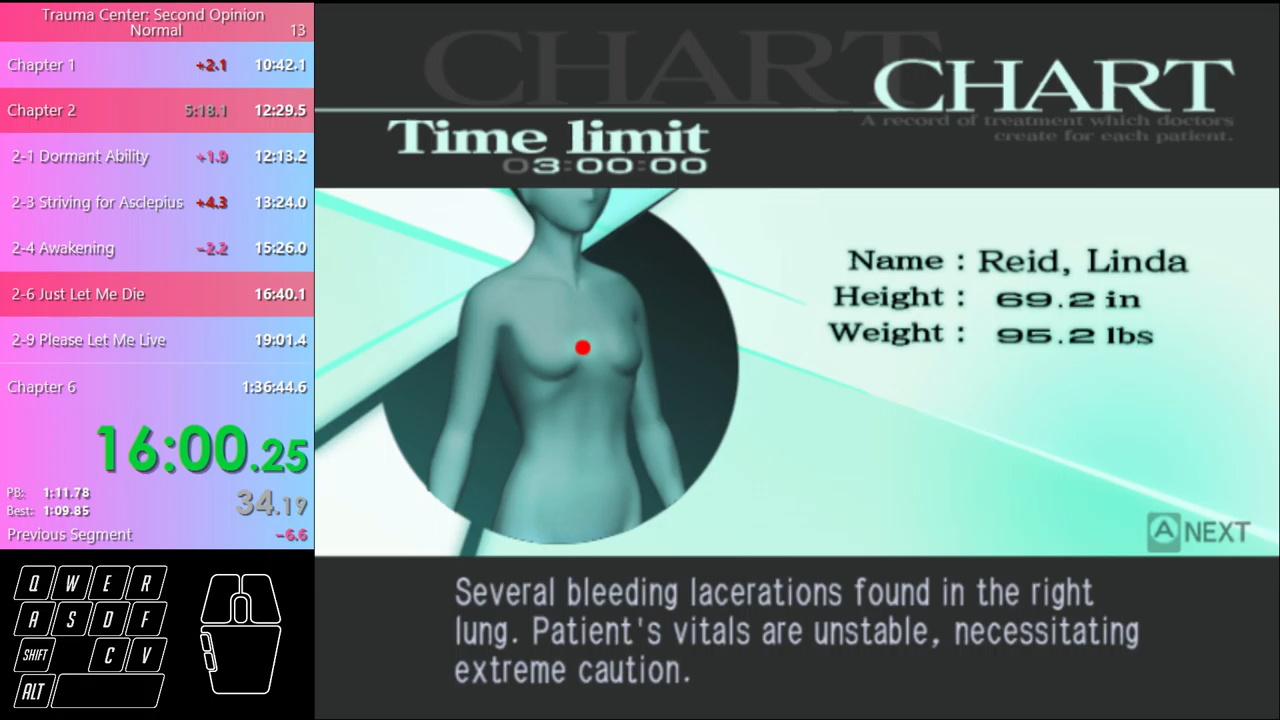 Trauma Center: Second Opinion
Normal 13
Chapter 1 +2.1 10:42.1
Chapter 2 5:18.1 12:29.5
2-1 Dormant Ability +1.9 12:13.2
2-3 Striving for Asclepius +4.3 13:24.0
2-4 Awakening -2.2 15:26.0
2-6 Just Let Me Die 16:40.1
2-9 Please Let Me Live 19:01.4
Chapter 6 1:36:44.6
16:00.25
PB: 1:11.78
Best: 1:09.85
34.19
Previous Segment -6.6
Q W E R
A S D F
SHIFT C V
ALT
CHART
CHART
A record of treatment which doctors
create for each patient.
Time limit
03:00:00
Name : Reid, Linda
Height : 69.2 in
Weight : 95.2 lbs
A NEXT
Several bleeding lacerations found in the right
lung. Patient's vitals are unstable, necessitating
extreme caution.